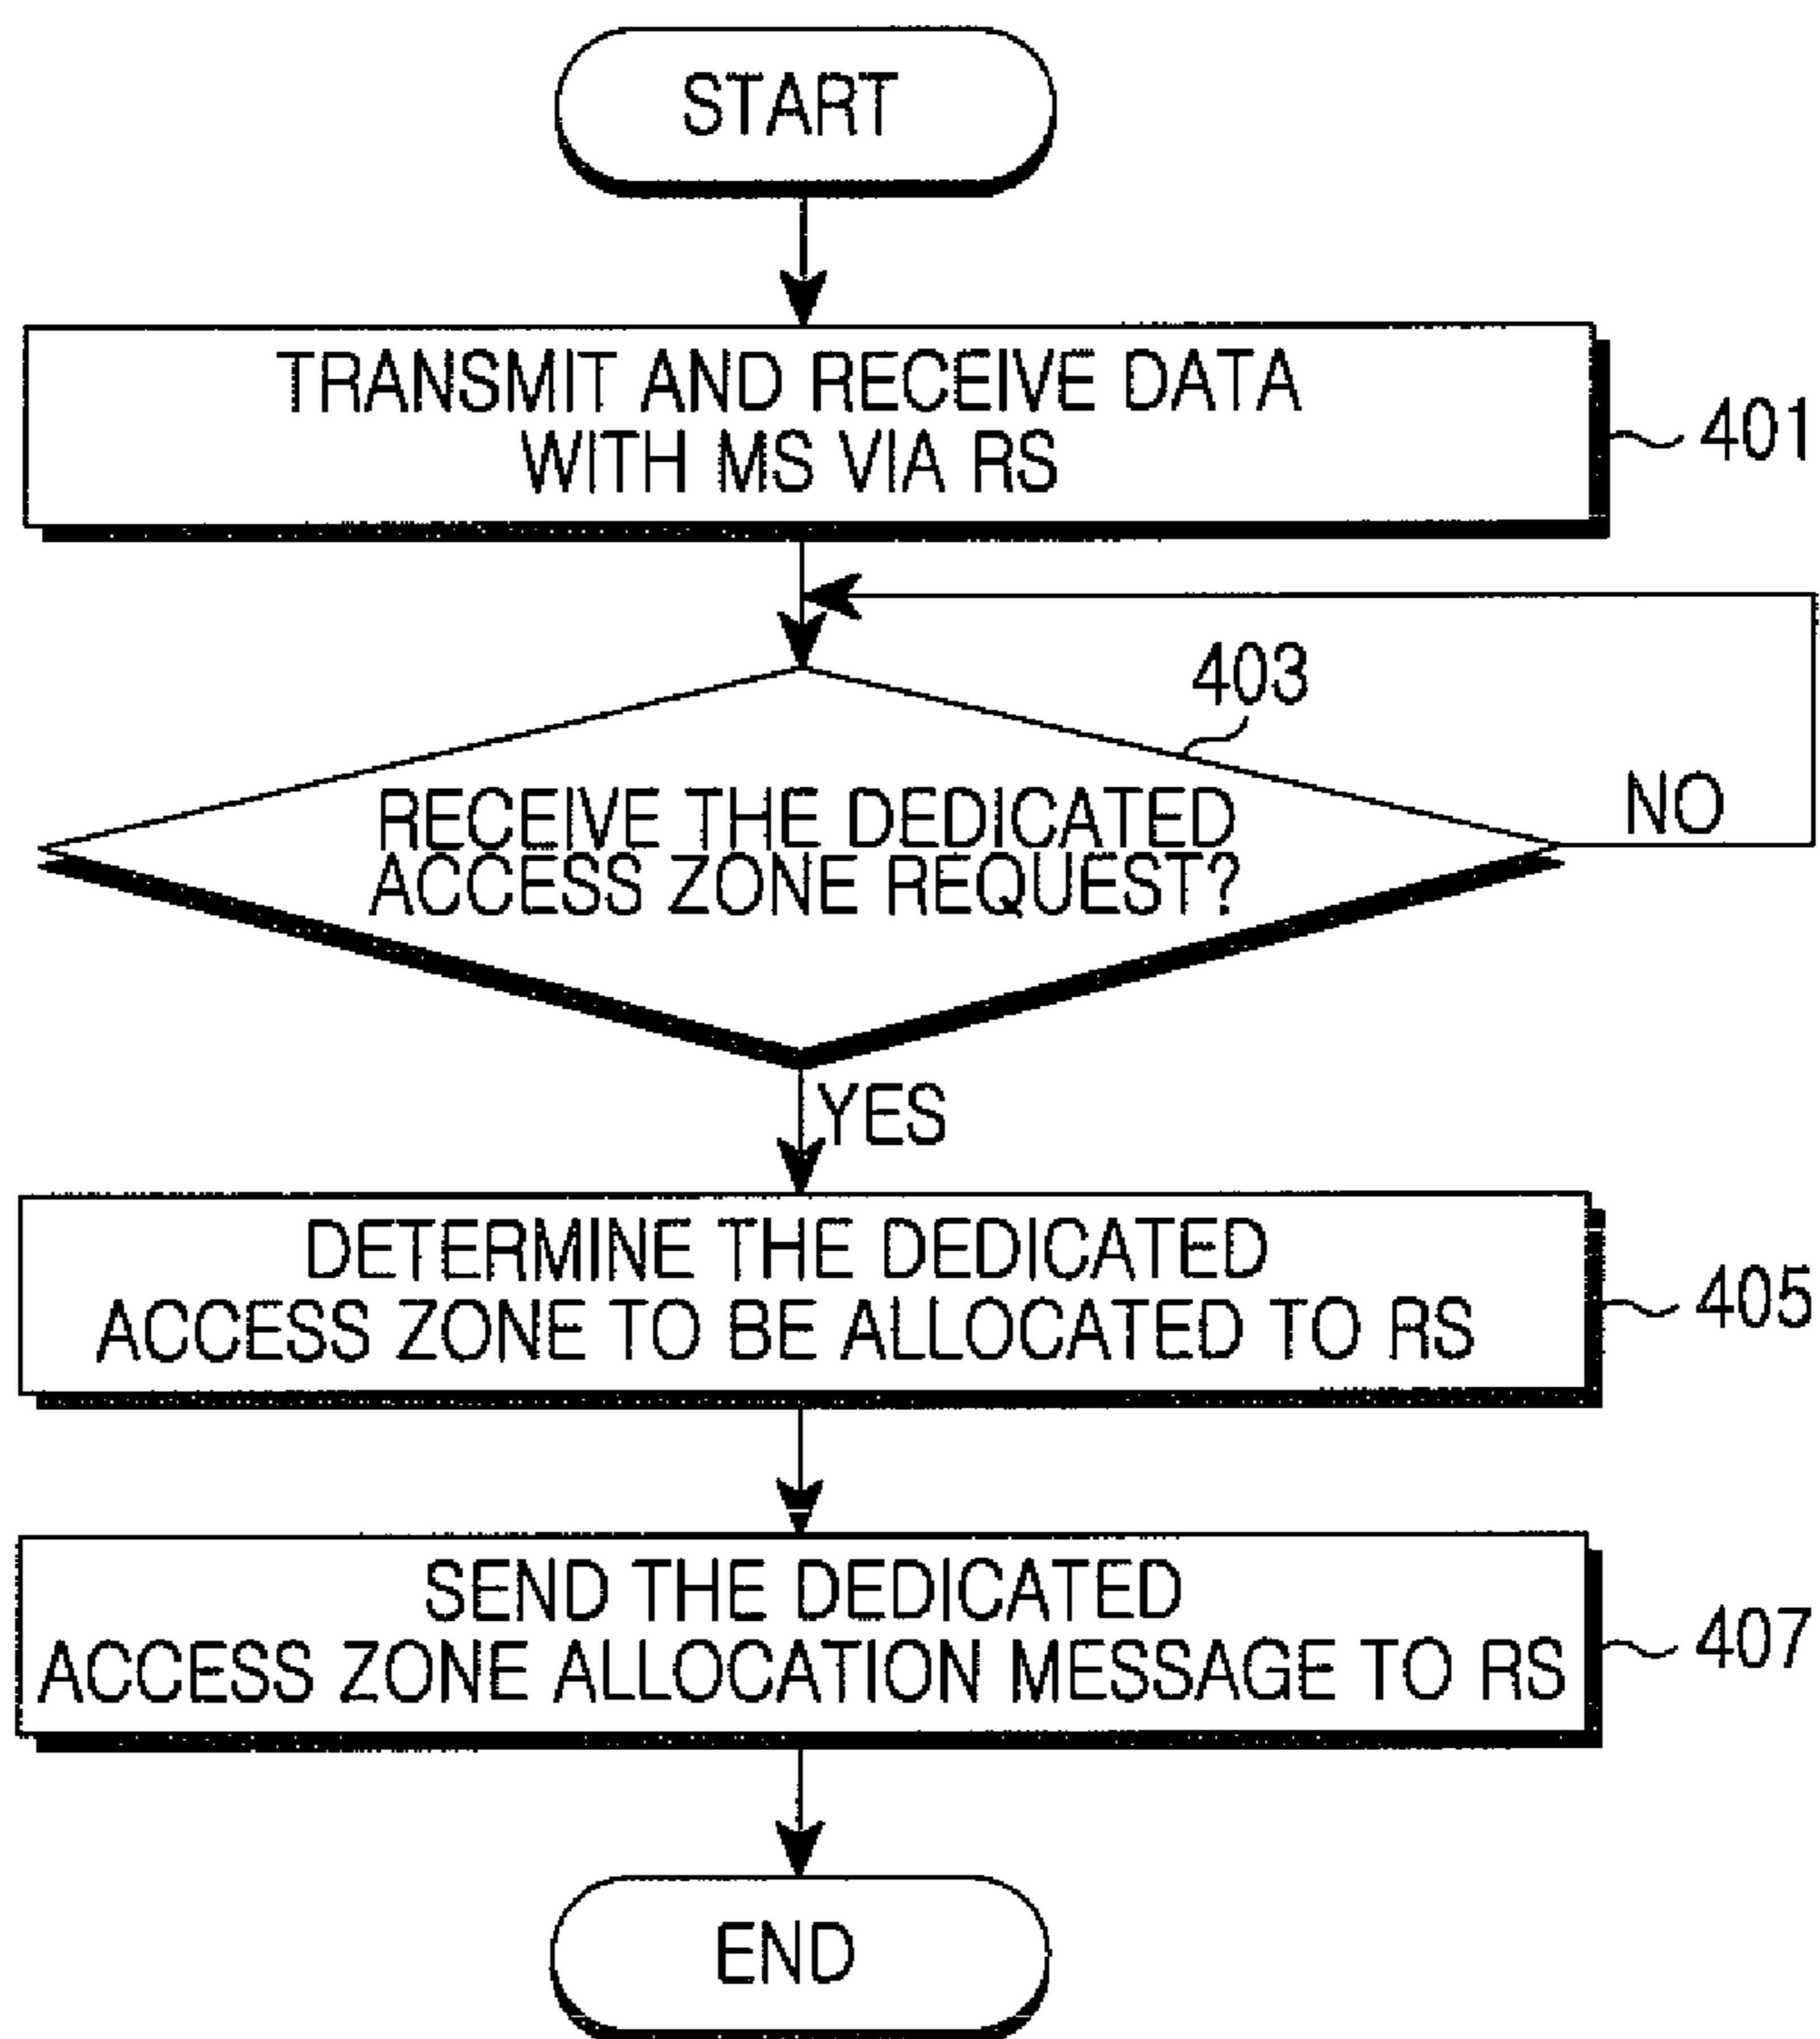 START
TRANSMIT AND RECEIVE DATA
WITH MS VIA RS
401
403
RECEIVE THE DEDICATED
ACCESS ZONE REQUEST?
NO
YES
DETERMINE THE DEDICATED
ACCESS ZONE TO BE ALLOCATED TO RS
405
SEND THE DEDICATED
ACCESS ZONE ALLOCATION MESSAGE TO RS
407
END